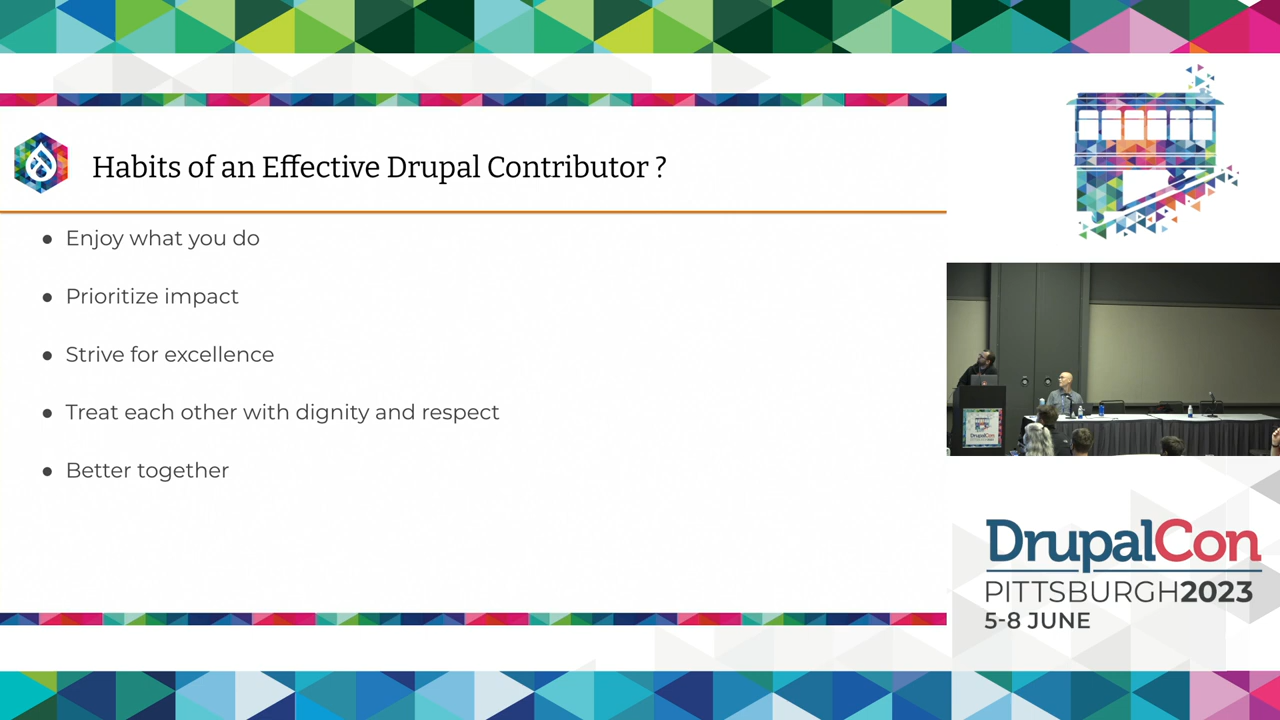 Habits of an Effective Drupal Contributor ?
● Enjoy what you do
● Prioritize impact
● Strive for excellence
● Treat each other with dignity and respect
● Better together
DrupalCon
DrupalCon
PITTSBURGH2023
5-8 JUNE